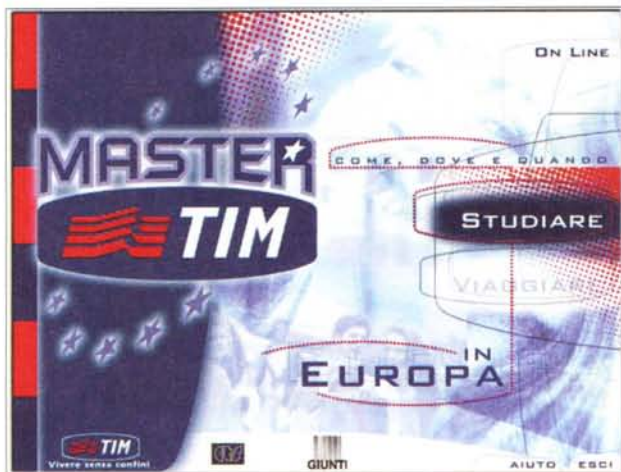 ON LINE
MASTER
COME, DOVE E QUANDO
TIM
STUDIARE
VIAGGIARE
IN
EUROPA
TIM
Vivere senza confini
GIUNTI
AIUTO ESCI